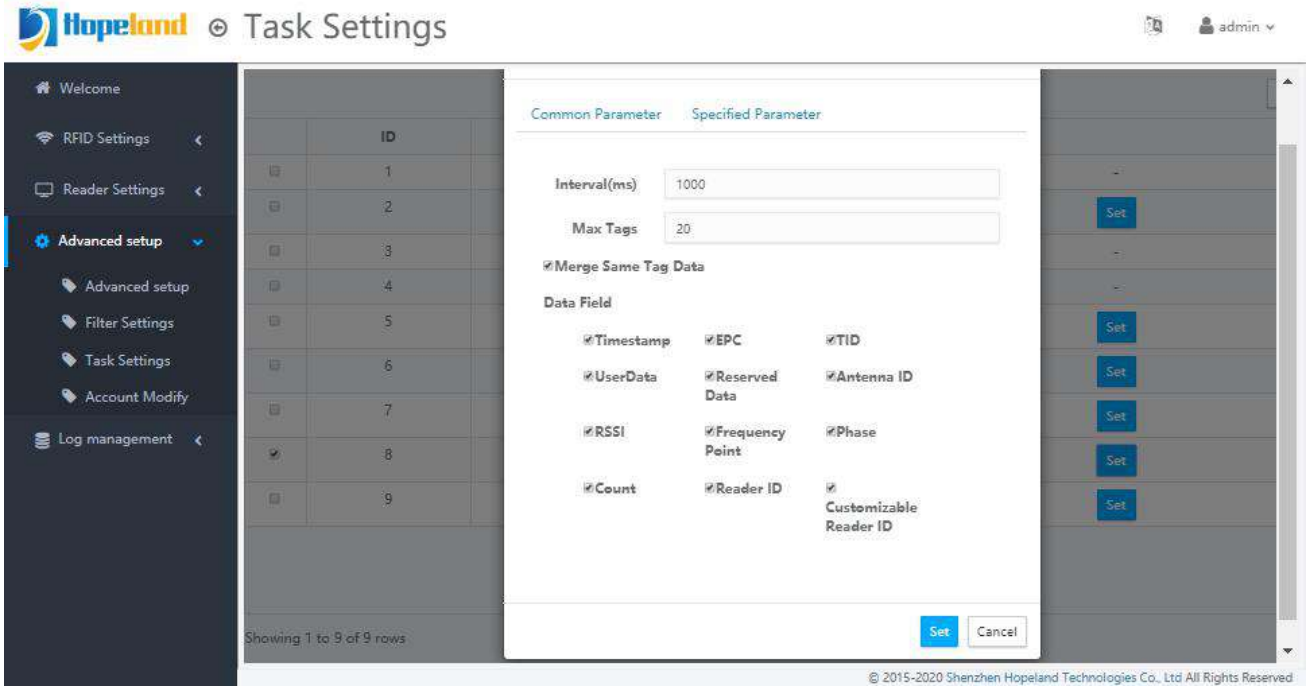 Hopeland Task Settings admin
Welcome
RFID Settings
Reader Settings
Advanced setup
Advanced setup
Filter Settings
Task Settings
Account Modify
Log management
ID
1 -
2 Set
3 -
4 -
5 Set
6 Set
7 Set
8 Set
9 Set
Showing 1 to 9 of 9 rows
Common Parameter Specified Parameter
Interval(ms) 1000
Max Tags 20
Merge Same Tag Data
Data Field
Timestamp EPC TID
UserData Reserved Antenna ID
Data
RSSI Frequency Phase
Point
Count Reader ID
Customizable
Reader ID
Set Cancel
© 2015-2020 Shenzhen Hopeland Technologies Co., Ltd All Rights Reserved